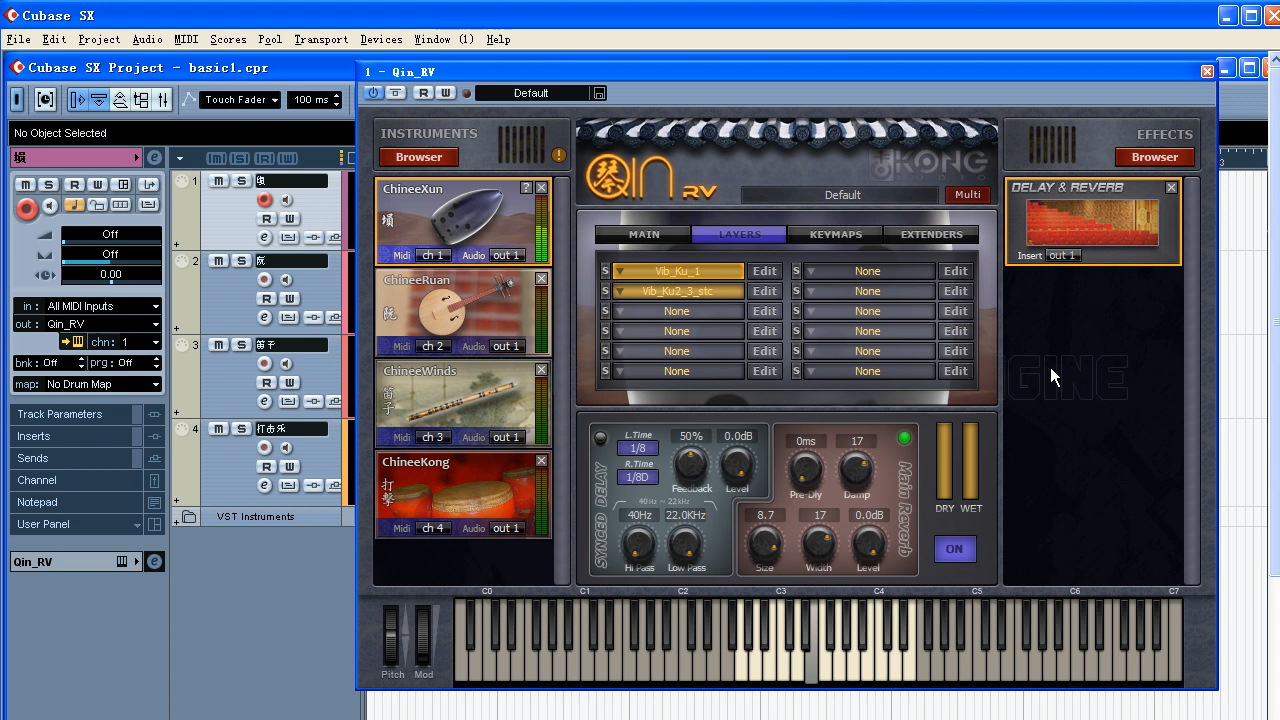 Cubase SX
File Edit Project Audio MIDI Scores Pool Transport Devices Window (1) Help
Cubase SX Project - basic1.cpr
Touch Fader
100 ms
No Object Selected
埙
M S R W
Off
Off
0.00
in : All MIDI Inputs
out : Qin_RV
chn: 1
bnk: Off prg: Off
map: No Drum Map
Track Parameters
Inserts
Sends
Channel
Notepad
User Panel
Qin_RV
M S R W
1 M S 埙
R W
2 M S 阮
R W
3 M S 笛子
R W
4 M S 打击乐
R W
VST Instruments
1 - Qin_RV
R W
Default
INSTRUMENTS
Browser
ChineeXun ?
埙
Midi ch 1 Audio out 1
ChineeRuan
阮
Midi ch 2 Audio out 1
ChineeWinds
笛子
Midi ch 3 Audio out 1
ChineeKong
打擊
Midi ch 4 Audio out 1
琴 QIN RV
KONG
AUDIO
Default
Multi
MAIN LAYERS KEYMAPS EXTENDERS
S Vib_Ku_1 Edit S None Edit
S Vib_Ku2_3_stc Edit S None Edit
S None Edit S None Edit
S None Edit S None Edit
S None Edit S None Edit
S None Edit S None Edit
SYNCED DELAY
L.Time
1/8
R.Time
1/8D
50% 0.0dB
Feedback Level
40Hz ~ 22kHz
40Hz 22.0KHz
Hi Pass Low Pass
0ms 17
Pre-Dly Damp
8.7 17 0.0dB
Size Width Level
Main Reverb
DRY WET
ON
EFFECTS
Browser
DELAY & REVERB
Insert out 1
GINE
C0 C1 C2 C3 C4 C5 C6 C7
Pitch Mod
3